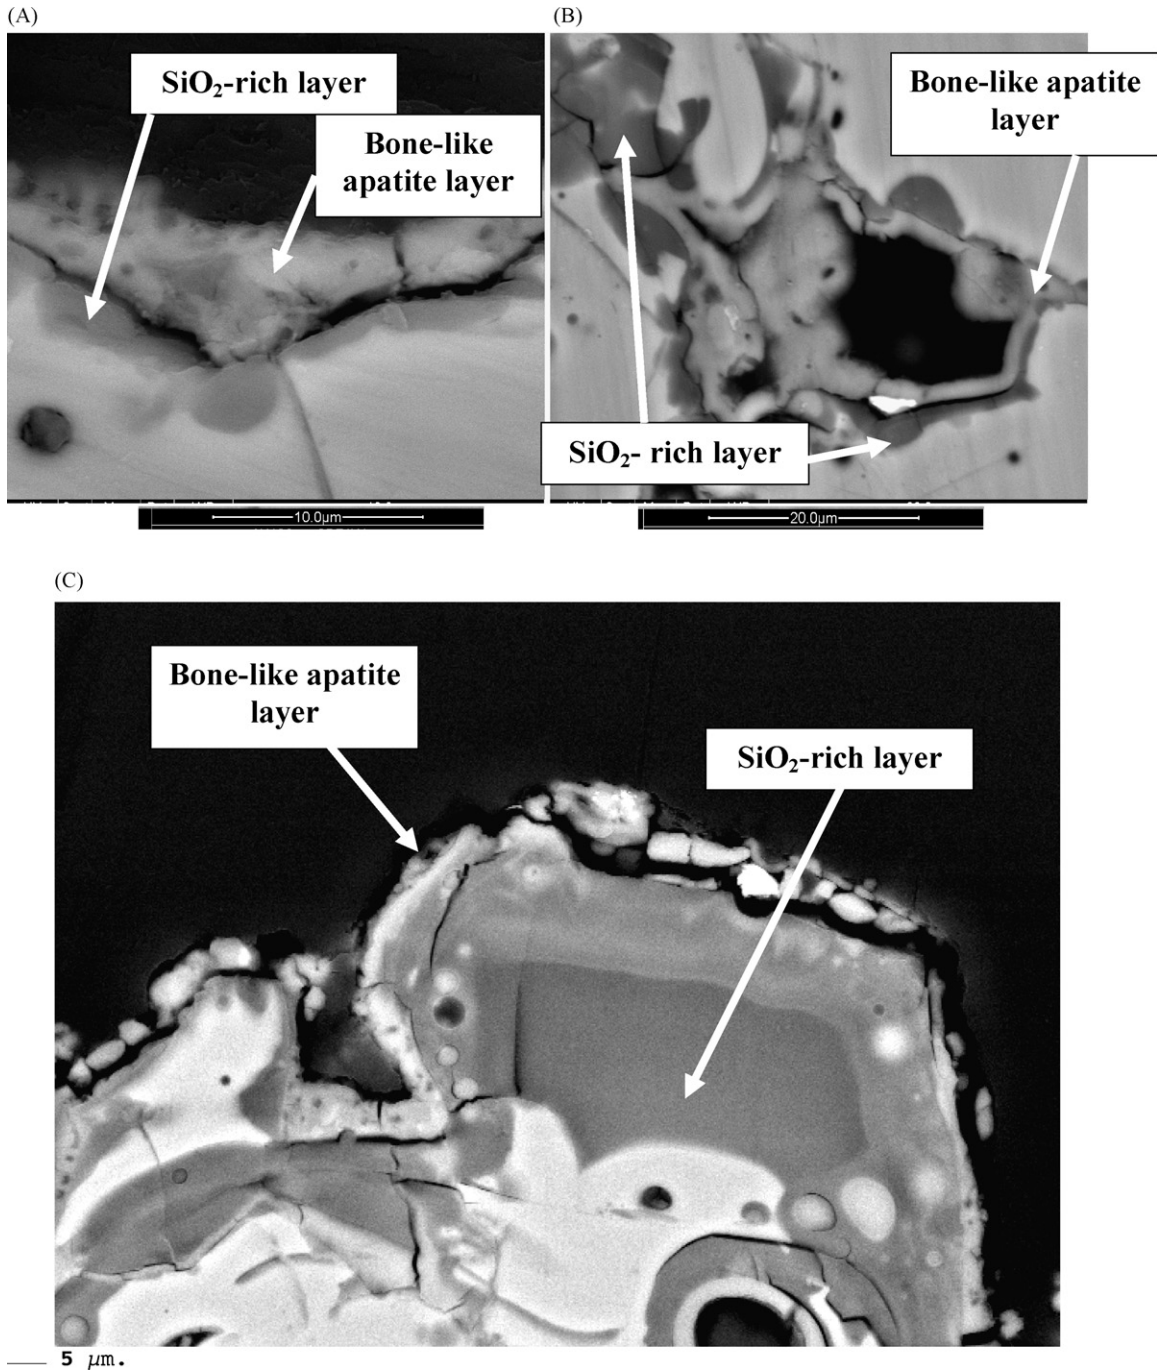 (A)
(B)
SiO₂-rich layer
Bone-like
apatite layer
Bone-like apatite
layer
SiO₂- rich layer
10.0µm
20.0µm
(C)
Bone-like apatite
layer
SiO₂-rich layer
5 µm.